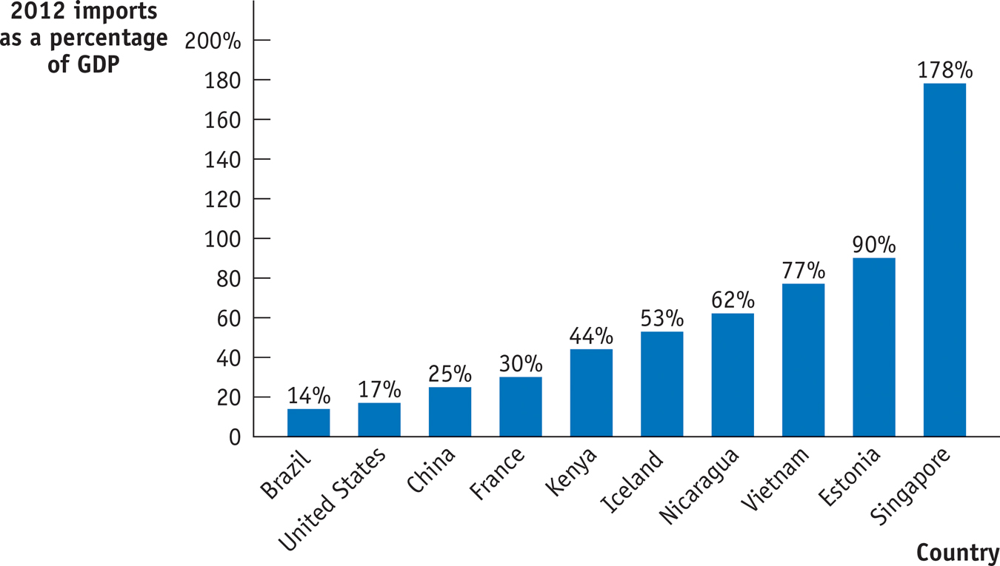 2012 imports
as a percentage
of GDP
200%
180
160
140
120
100
80
60
40
20
0
14%
17%
25%
30%
44%
53%
62%
77%
90%
178%
Brazil
United States
China
France
Kenya
Iceland
Nicaragua
Vietnam
Estonia
Singapore
Country